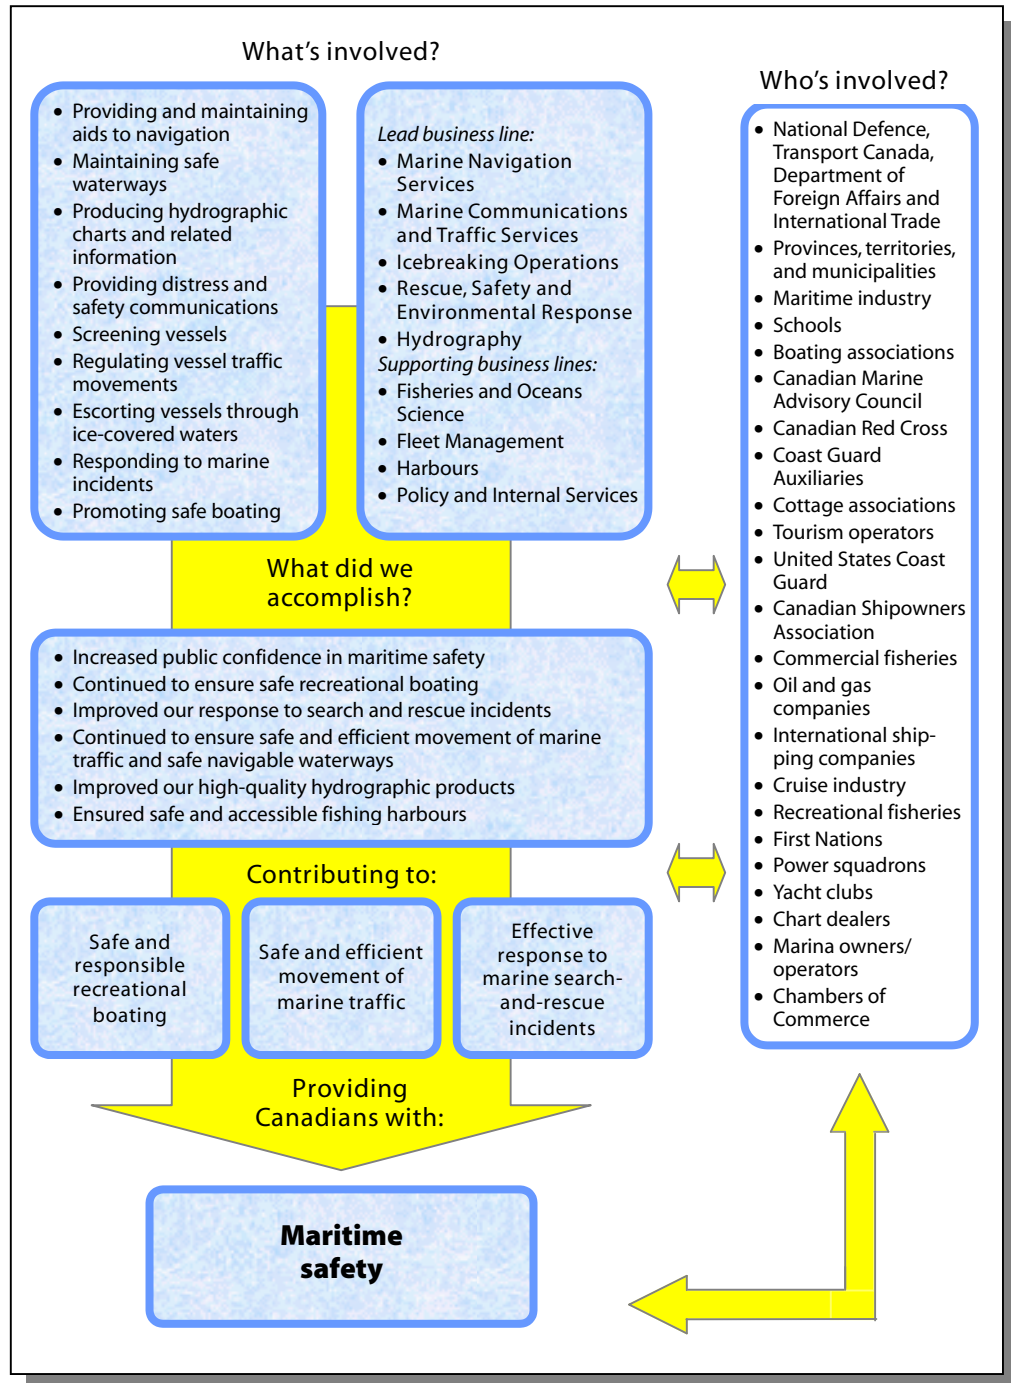 What's involved?
• Providing and maintaining
aids to navigation
• Maintaining safe
waterways
• Producing hydrographic
charts and related
information
• Providing distress and
safety communications
• Screening vessels
• Regulating vessel traffic
movements
• Escorting vessels through
ice-covered waters
• Responding to marine
incidents
• Promoting safe boating
Lead business line:
• Marine Navigation
Services
• Marine Communications
and Traffic Services
• Icebreaking Operations
• Rescue, Safety and
Environmental Response
• Hydrography
Supporting business lines:
• Fisheries and Oceans
Science
• Fleet Management
• Harbours
• Policy and Internal Services
What did we
accomplish?
• Increased public confidence in maritime safety
• Continued to ensure safe recreational boating
• Improved our response to search and rescue incidents
• Continued to ensure safe and efficient movement of marine
traffic and safe navigable waterways
• Improved our high-quality hydrographic products
• Ensured safe and accessible fishing harbours
Contributing to:
Safe and
responsible
recreational
boating
Safe and efficient
movement of
marine traffic
Effective
response to
marine search-
and-rescue
incidents
Providing
Canadians with:
Maritime
safety
Who's involved?
• National Defence,
Transport Canada,
Department of
Foreign Affairs and
International Trade
• Provinces, territories,
and municipalities
• Maritime industry
• Schools
• Boating associations
• Canadian Marine
Advisory Council
• Canadian Red Cross
• Coast Guard
Auxiliaries
• Cottage associations
• Tourism operators
• United States Coast
Guard
• Canadian Shipowners
Association
• Commercial fisheries
• Oil and gas
companies
• International ship-
ping companies
• Cruise industry
• Recreational fisheries
• First Nations
• Power squadrons
• Yacht clubs
• Chart dealers
• Marina owners/
operators
• Chambers of
Commerce